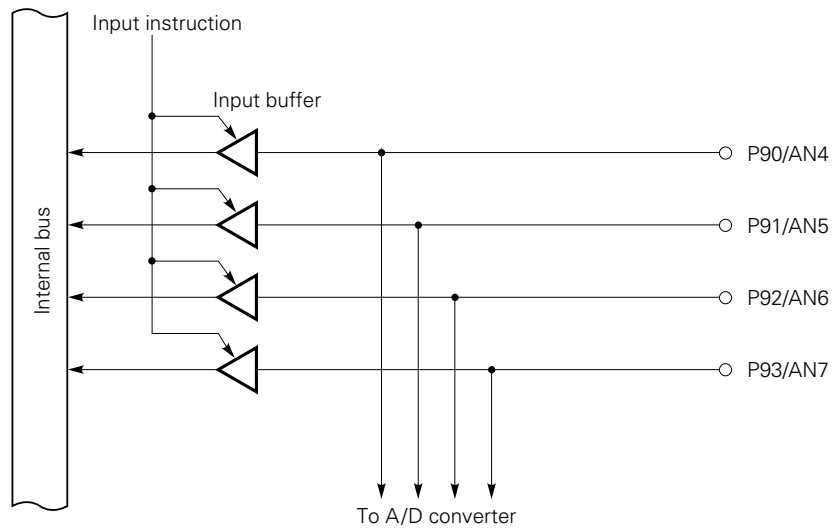 Input instruction
Input buffer
P90/AN4
P91/AN5
Internal bus
P92/AN6
P93/AN7
To A/D converter